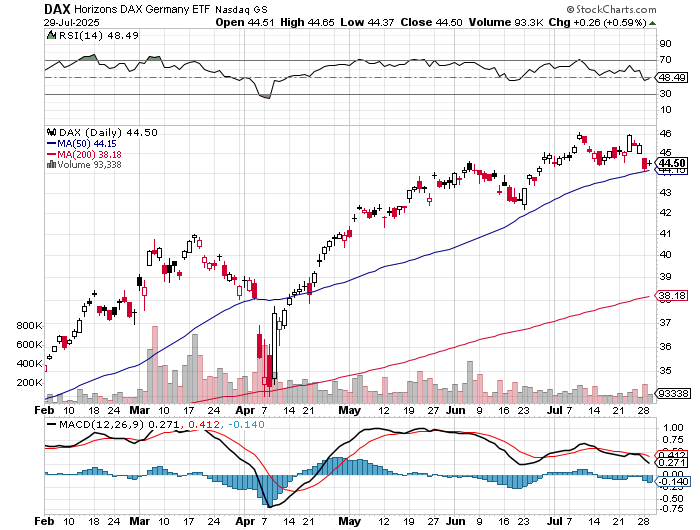 DAX Horizons DAX Germany ETF Nasdaq GS © StockCharts.com
29-Jul-2025 Open 44.51 High 44.65 Low 44.37 Close 44.50 Volume 93.3K Chg +0.26 (+0.59%)
RSI(14) 48.49
90
70
48.49
30
10
DAX (Daily) 44.50
MA(50) 44.15
MA(200) 38.18
Volume 93,338
46
45
44.50
44.15
43
42
41
40
39
38.18
37
36
35
93338
800K
600K
400K
200K
Feb 10 18 24 Mar 10 17 24 Apr 7 14 21 May 12 19 27 Jun 9 16 23 Jul 7 14 21 28
MACD(12,26,9) 0.271, 0.412, -0.140
1.00
0.75
0.412
0.271
0.00
-0.140
-0.50
-0.75
Feb 10 18 24 Mar 10 17 24 Apr 7 14 21 May 12 19 27 Jun 9 16 23 Jul 7 14 21 28